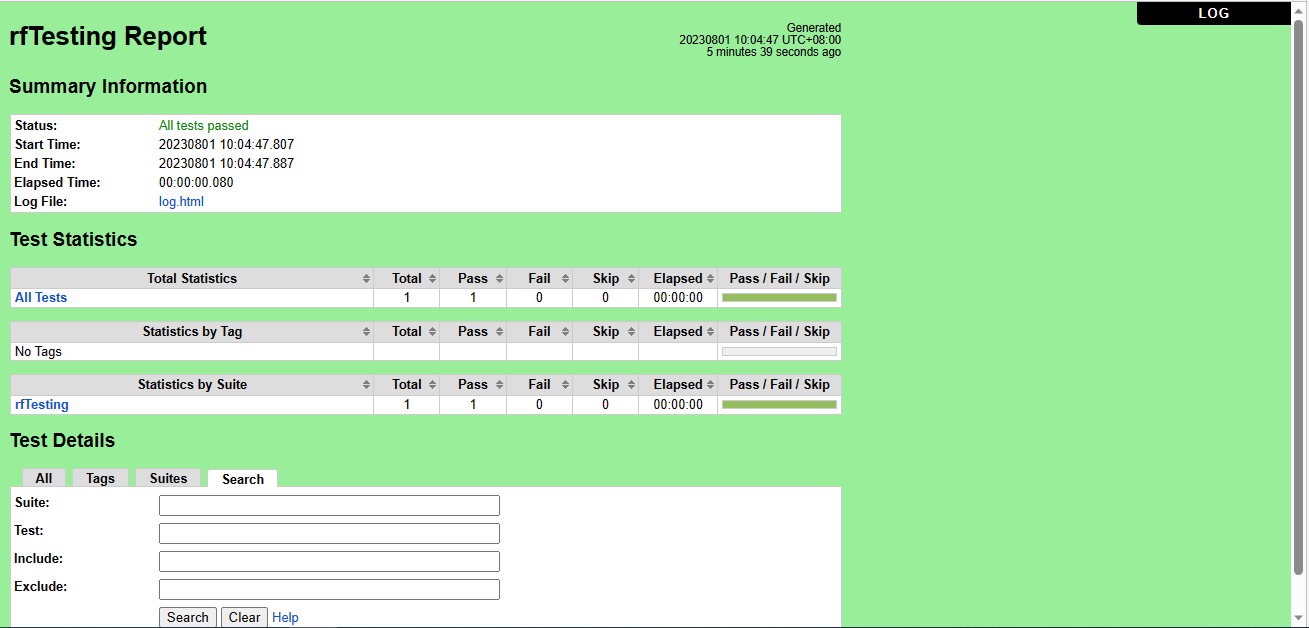 LOG
rfTesting Report
Generated
20230801 10:04:47 UTC+08:00
5 minutes 39 seconds ago
Summary Information
Status: All tests passed
Start Time: 20230801 10:04:47.807
End Time: 20230801 10:04:47.887
Elapsed Time: 00:00:00.080
Log File: log.html
Test Statistics
Total Statistics Total Pass Fail Skip Elapsed Pass / Fail / Skip
All Tests 1 1 0 0 00:00:00
Statistics by Tag Total Pass Fail Skip Elapsed Pass / Fail / Skip
No Tags
Statistics by Suite Total Pass Fail Skip Elapsed Pass / Fail / Skip
rfTesting 1 1 0 0 00:00:00
Test Details
All Tags Suites Search
Suite:
Test:
Include:
Exclude:
Search Clear Help